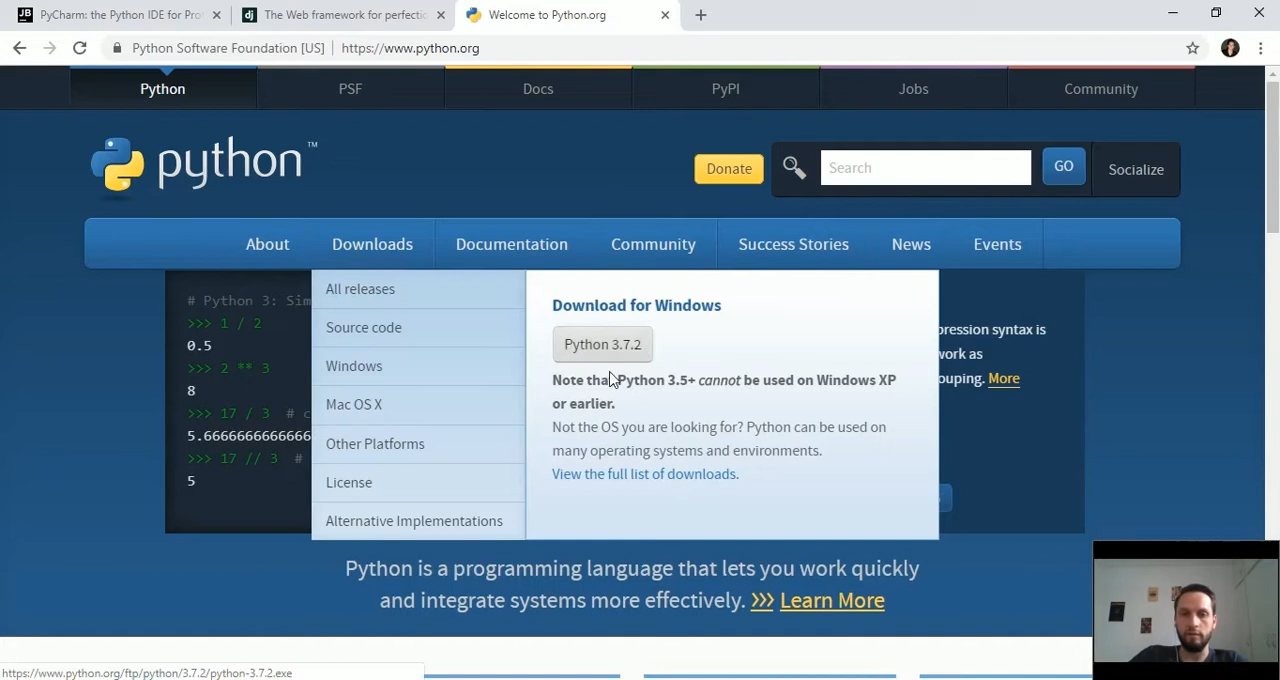 PyCharm: the Python IDE for Pro
The Web framework for perfectio
Welcome to Python.org
Python Software Foundation [US] | https://www.python.org
Python
PSF
Docs
PyPI
Jobs
Community
python™
Donate
Search
GO
Socialize
About
Downloads
Documentation
Community
Success Stories
News
Events
# Python 3: Sim
>>> 1 / 2
0.5
>>> 2 ** 3
8
>>> 17 / 3 # c
5.6666666666666
>>> 17 // 3 #
5
All releases
Source code
Windows
Mac OS X
Other Platforms
License
Alternative Implementations
Download for Windows
Python 3.7.2
Note that Python 3.5+ cannot be used on Windows XP
or earlier.
Not the OS you are looking for? Python can be used on
many operating systems and environments.
View the full list of downloads.
pression syntax is
work as
ouping. More
Python is a programming language that lets you work quickly
and integrate systems more effectively. >>> Learn More
https://www.python.org/ftp/python/3.7.2/python-3.7.2.exe